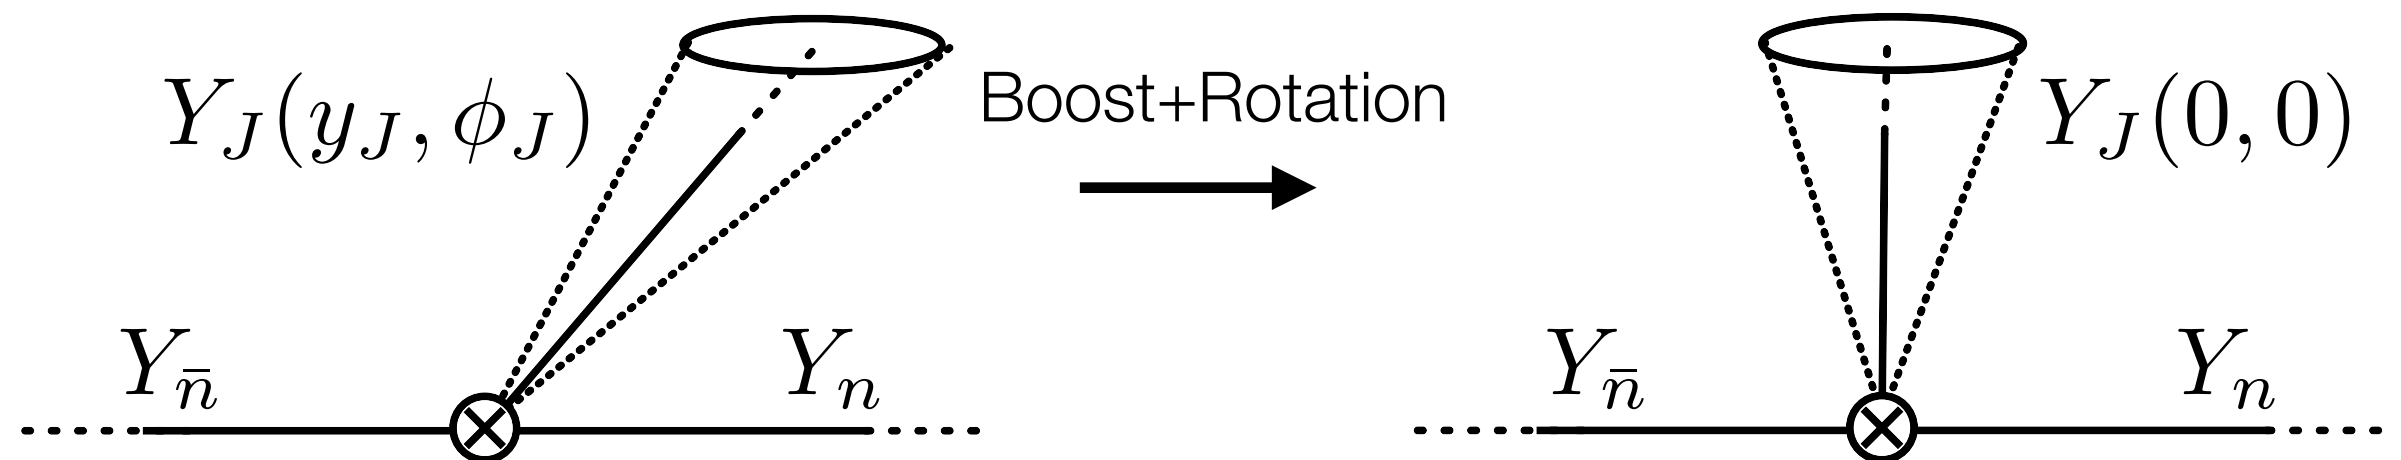 Y_J(y_J, ϕ_J)
Boost+Rotation
Y_J(0, 0)
Y_n̄
Y_n
Y_n̄
Y_n